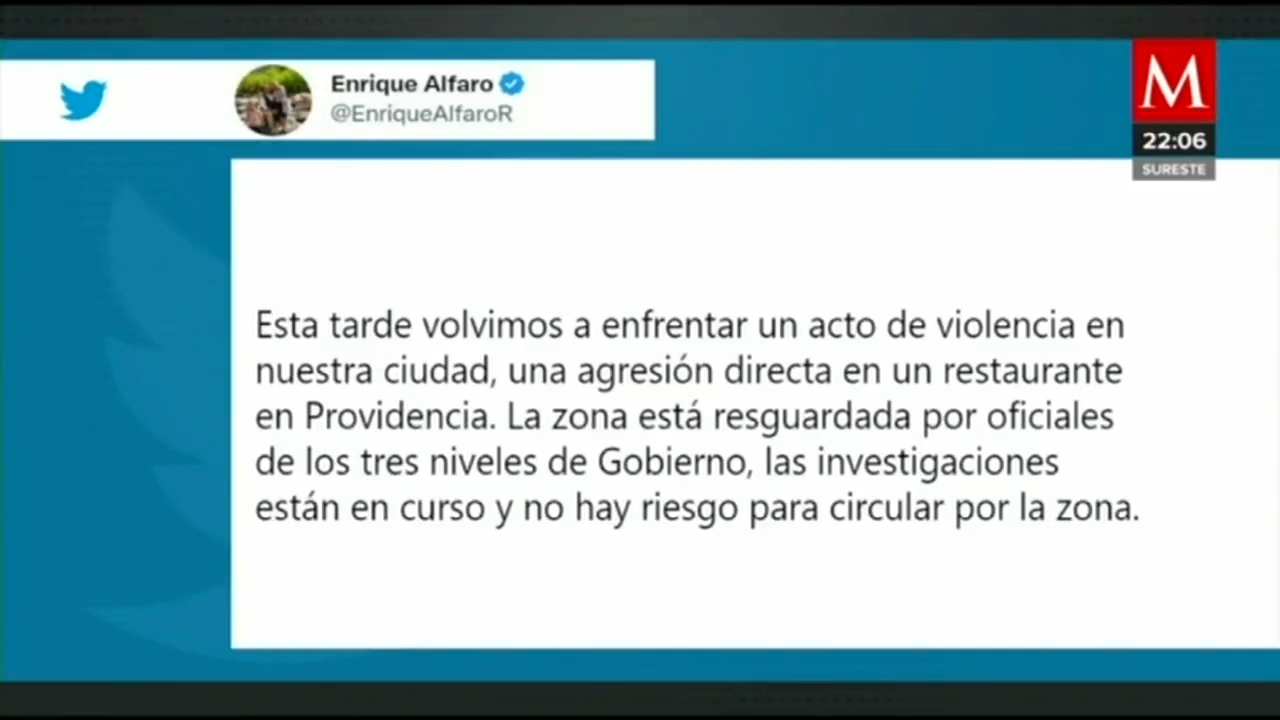 Enrique Alfaro
@EnriqueAlfaroR
M
22:06
SURESTE
Esta tarde volvimos a enfrentar un acto de violencia en
nuestra ciudad, una agresión directa en un restaurante
en Providencia. La zona está resguardada por oficiales
de los tres niveles de Gobierno, las investigaciones
están en curso y no hay riesgo para circular por la zona.